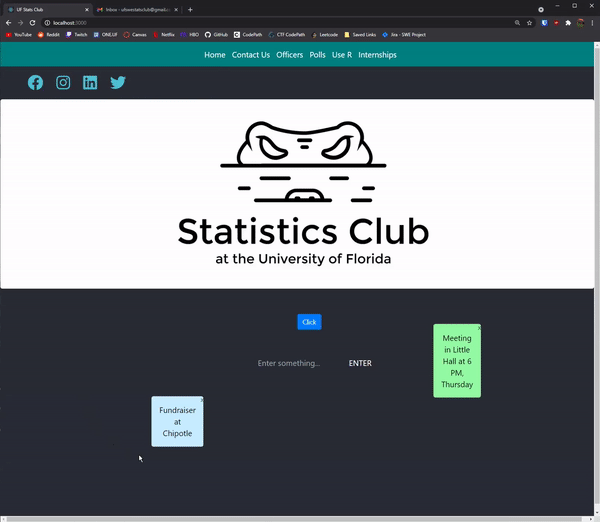 UF Stats Club
Inbox - ufswestatsclub@gmail.c
localhost:3000
YouTube Reddit Twitch ONE.UF Canvas Netflix HBO GitHub CodePath CTF CodePath Leetcode Saved Links Jira - SWE Project
Home Contact Us Officers Polls Use R Internships
Statistics Club
at the University of Florida
Click
Enter something... ENTER
x
Meeting
in Little
Hall at 6
PM,
Thursday
x
Fundraiser
at
Chipotle